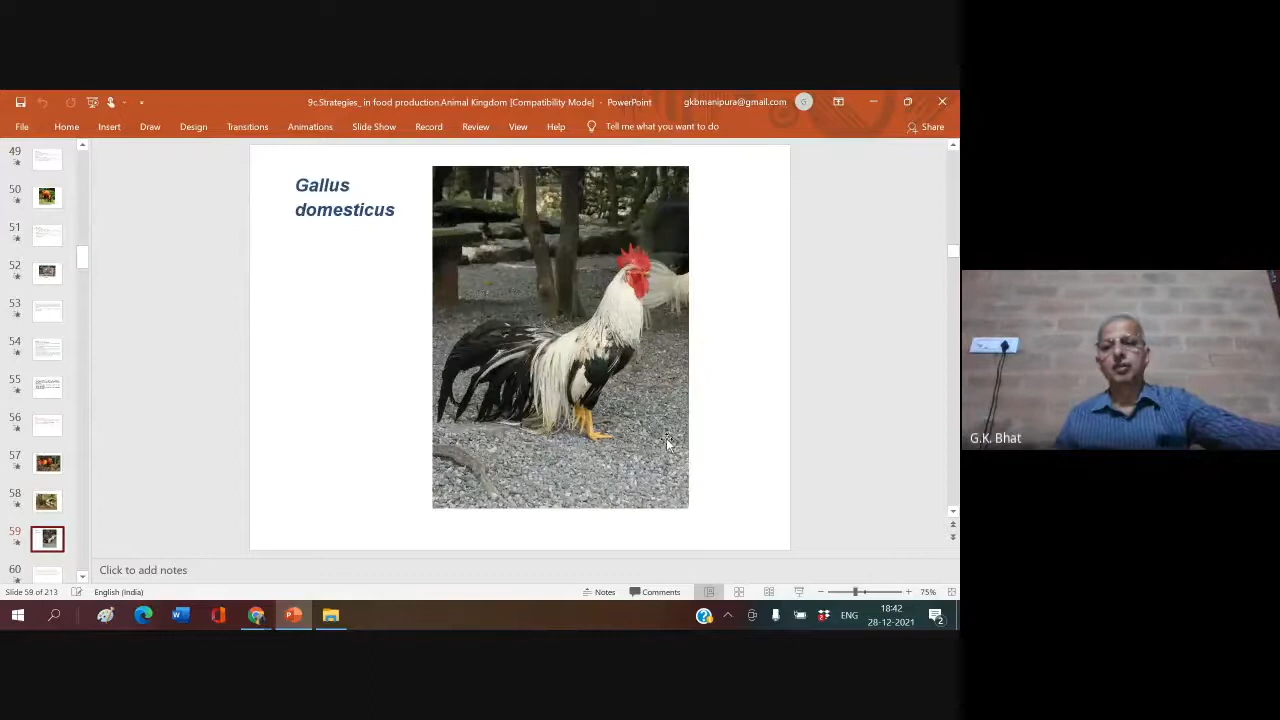 9c.Strategies_ in food production.Animal Kingdom [Compatibility Mode] - PowerPoint
gkbmanipura@gmail.com
File Home Insert Draw Design Transitions Animations Slide Show Record Review View Help Tell me what you want to do Share
49
50
51
52
53
54
55
56
57
58
59
60
Gallus
domesticus
G.K. Bhat
Click to add notes
Slide 59 of 213 English (India) Notes Comments 75%
ENG
18:42
28-12-2021
2